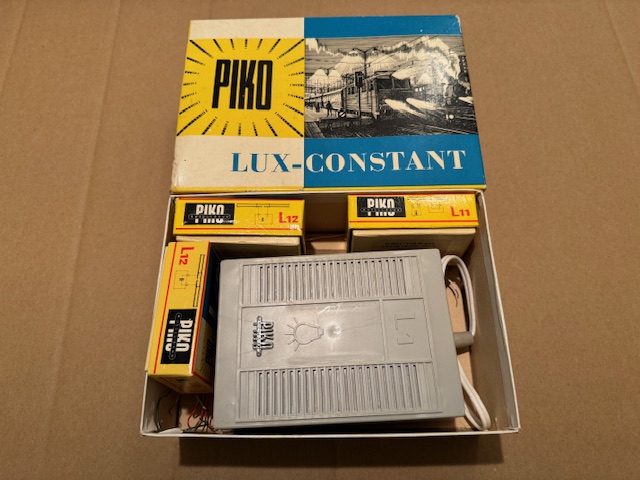 PIKO
LUX-CONSTANT
PIKO
L12
PIKO
L11
L12
PIKO
PIKO
L1